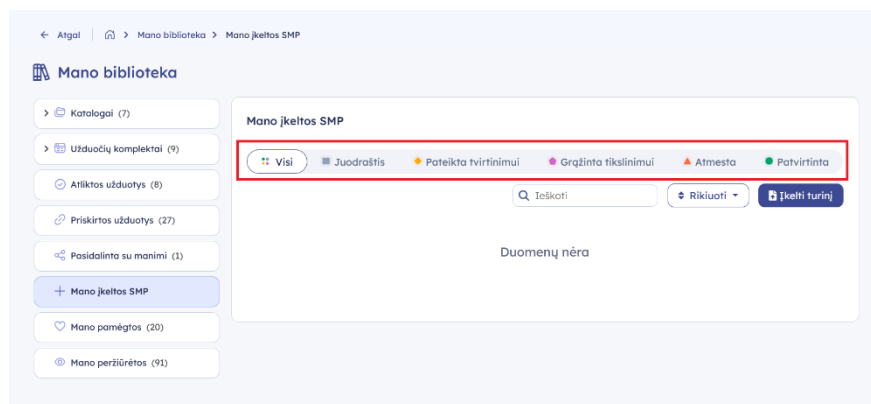 Atgal Mano biblioteka Mano įkeltos SMP
Mano biblioteka
Katalogai (7)
Užduočių komplektai (9)
Atliktos užduotys (8)
Priskirtos užduotys (27)
Pasidalinta su manimi (1)
Mano įkeltos SMP
Mano pamėgtos (20)
Mano peržiūrėtos (91)
Mano įkeltos SMP
Visi Juodraštis Pateikta tvirtinimui Grąžinta tikslinimui Atmesta Patvirtinta
Ieškoti Rikiuoti Įkelti turinį
Duomenų nėra